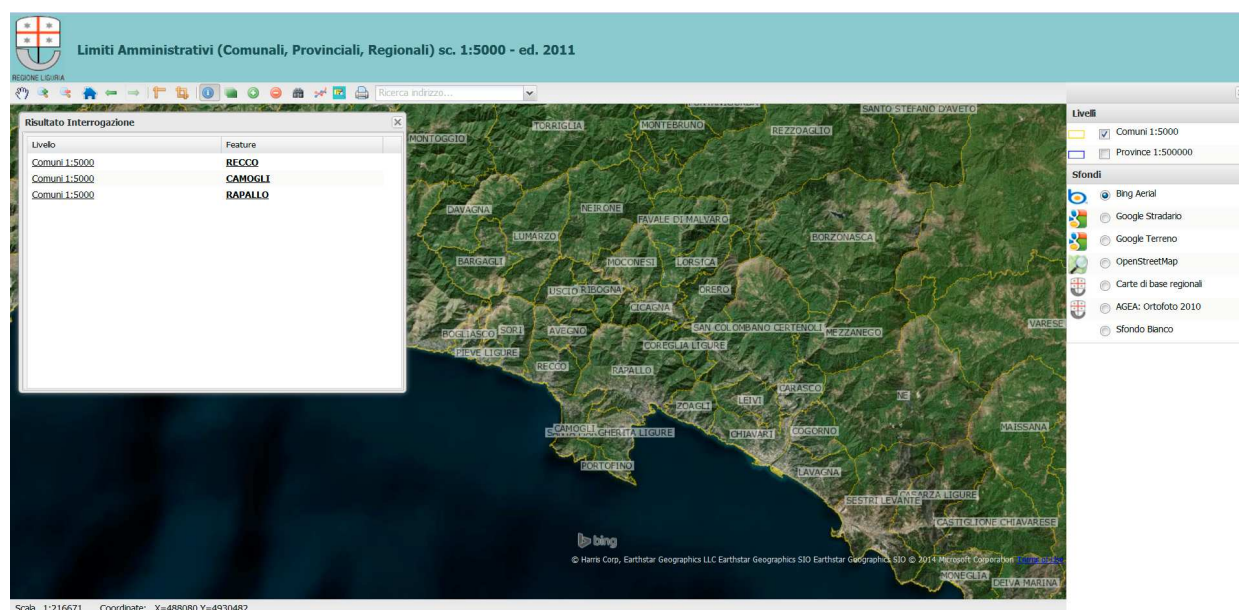 Limiti Amministrativi (Comunali, Provinciali, Regionali) sc. 1:5000 - ed. 2011
REGIONE LIGURIA
Ricerca indirizzo...
Risultato Interrogazione
Livello Feature
Comuni 1:5000 RECCO
Comuni 1:5000 CAMOGLI
Comuni 1:5000 RAPALLO
SANTO STEFANO D'AVETO
TORRIGLIA
MONTEBRUNO
REZZOAGLIO
MONTOGGIO
DAVAGNA
NEIRONE
FAVALE DI MALVARO
LUMARZO
BORZONASCA
BARGAGLI
MOCONESI
LORSICA
USCIO
RIBOGNA
ORERO
CICAGNA
BOGLIASCO
SORI
AVEGNO
SAN COLOMBANO CERTENOLI
MEZZANEGO
VARESE
PIEVE LIGURE
COREGLIA LIGURE
RECCO
RAPALLO
CARASCO
NE
LEIVI
ZOAGLI
CAMOGLI
GHERITA LIGURE
CHIAVARI
COGORNO
MAISSANA
PORTOFINO
LAVAGNA
SESTRI LEVANTE
CASARZA LIGURE
CASTIGLIONE CHIAVARESE
bing
© Harris Corp, Earthstar Geographics LLC Earthstar Geographics SIO Earthstar Geographics SIO © 2014 Microsoft Corporation Terms of Use
MONEGLIA
DEIVA MARINA
Livelli
Comuni 1:5000
Province 1:500000
Sfondi
Bing Aerial
Google Stradario
Google Terreno
OpenStreetMap
Carte di base regionali
AGEA: Ortofoto 2010
Sfondo Bianco
Scala 1:216671 Coordinate: X=488080 Y=4930482